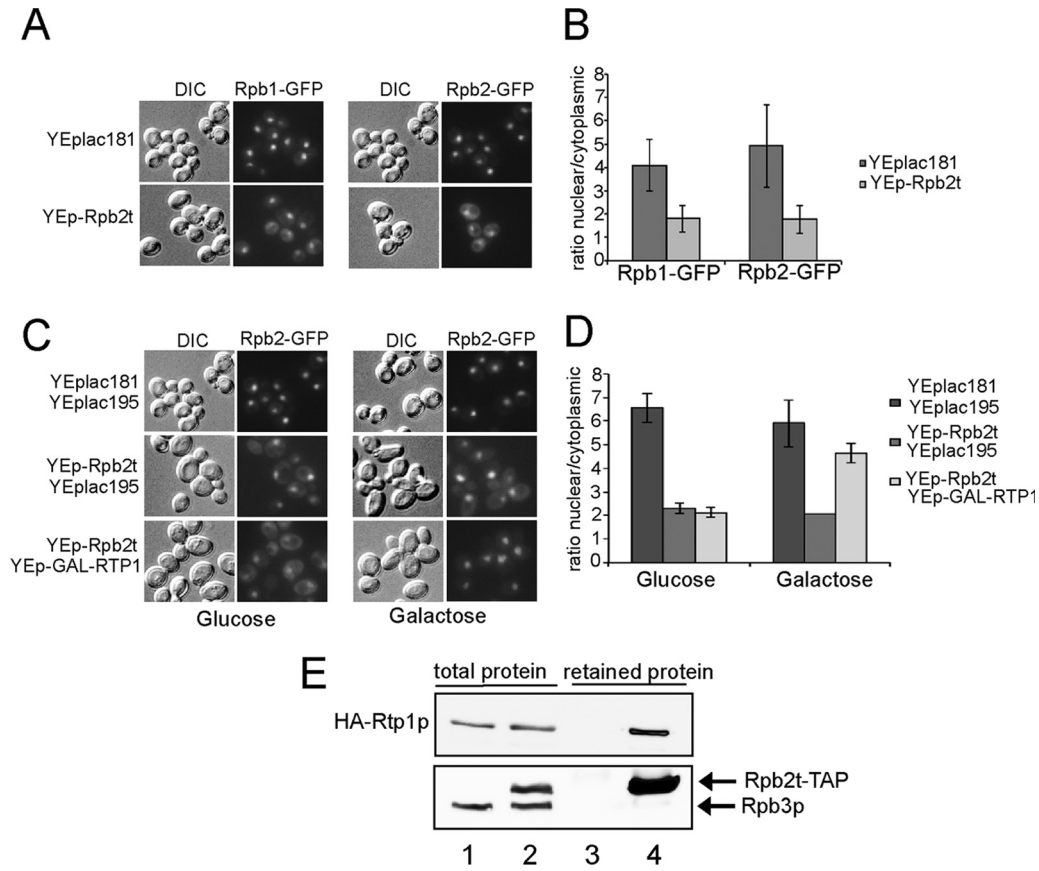 A
DIC Rpb1-GFP DIC Rpb2-GFP
YEplac181
YEp-Rpb2t
B
ratio nuclear/cytoplasmic
8
7
6
5
4
3
2
1
0
Rpb1-GFP Rpb2-GFP
YEplac181
YEp-Rpb2t
C
DIC Rpb2-GFP DIC Rpb2-GFP
YEplac181
YEplac195
YEp-Rpb2t
YEplac195
YEp-Rpb2t
YEp-GAL-RTP1
Glucose Galactose
D
ratio nuclear/cytoplasmic
8
7
6
5
4
3
2
1
0
Glucose Galactose
YEplac181
YEplac195
YEp-Rpb2t
YEplac195
YEp-Rpb2t
YEp-GAL-RTP1
E
total protein retained protein
HA-Rtp1p
Rpb2t-TAP
Rpb3p
1 2 3 4